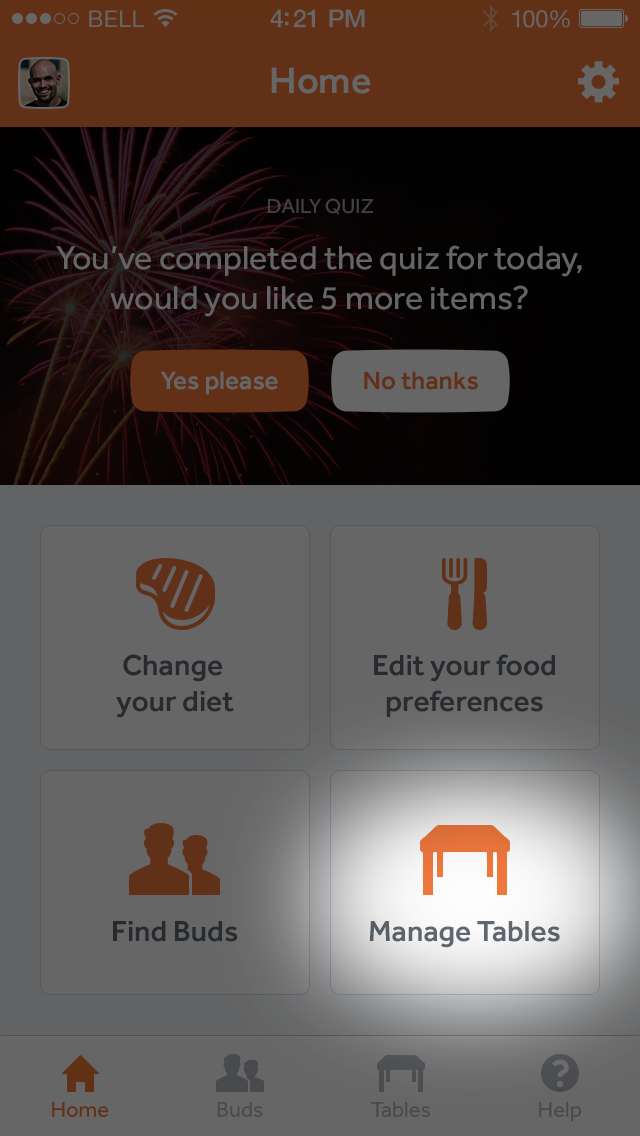 BELL 4:21 PM 100%
Home
DAILY QUIZ
You've completed the quiz for today,
would you like 5 more items?
Yes please No thanks
Change
your diet
Edit your food
preferences
Find Buds
Manage Tables
Home Buds Tables Help